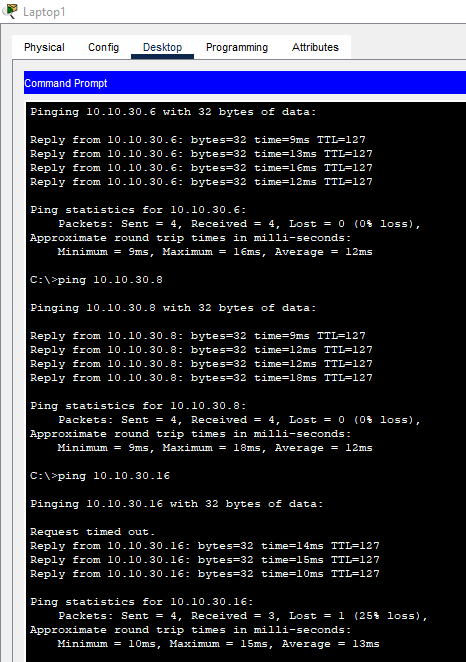 Laptop1
Physical Config Desktop Programming Attributes
Command Prompt
Pinging 10.10.30.6 with 32 bytes of data:
Reply from 10.10.30.6: bytes=32 time=9ms TTL=127
Reply from 10.10.30.6: bytes=32 time=13ms TTL=127
Reply from 10.10.30.6: bytes=32 time=16ms TTL=127
Reply from 10.10.30.6: bytes=32 time=12ms TTL=127
Ping statistics for 10.10.30.6:
Packets: Sent = 4, Received = 4, Lost = 0 (0% loss),
Approximate round trip times in milli-seconds:
Minimum = 9ms, Maximum = 16ms, Average = 12ms
C:\>ping 10.10.30.8
Pinging 10.10.30.8 with 32 bytes of data:
Reply from 10.10.30.8: bytes=32 time=9ms TTL=127
Reply from 10.10.30.8: bytes=32 time=12ms TTL=127
Reply from 10.10.30.8: bytes=32 time=12ms TTL=127
Reply from 10.10.30.8: bytes=32 time=18ms TTL=127
Ping statistics for 10.10.30.8:
Packets: Sent = 4, Received = 4, Lost = 0 (0% loss),
Approximate round trip times in milli-seconds:
Minimum = 9ms, Maximum = 18ms, Average = 12ms
C:\>ping 10.10.30.16
Pinging 10.10.30.16 with 32 bytes of data:
Request timed out.
Reply from 10.10.30.16: bytes=32 time=14ms TTL=127
Reply from 10.10.30.16: bytes=32 time=15ms TTL=127
Reply from 10.10.30.16: bytes=32 time=10ms TTL=127
Ping statistics for 10.10.30.16:
Packets: Sent = 4, Received = 3, Lost = 1 (25% loss),
Approximate round trip times in milli-seconds:
Minimum = 10ms, Maximum = 15ms, Average = 13ms